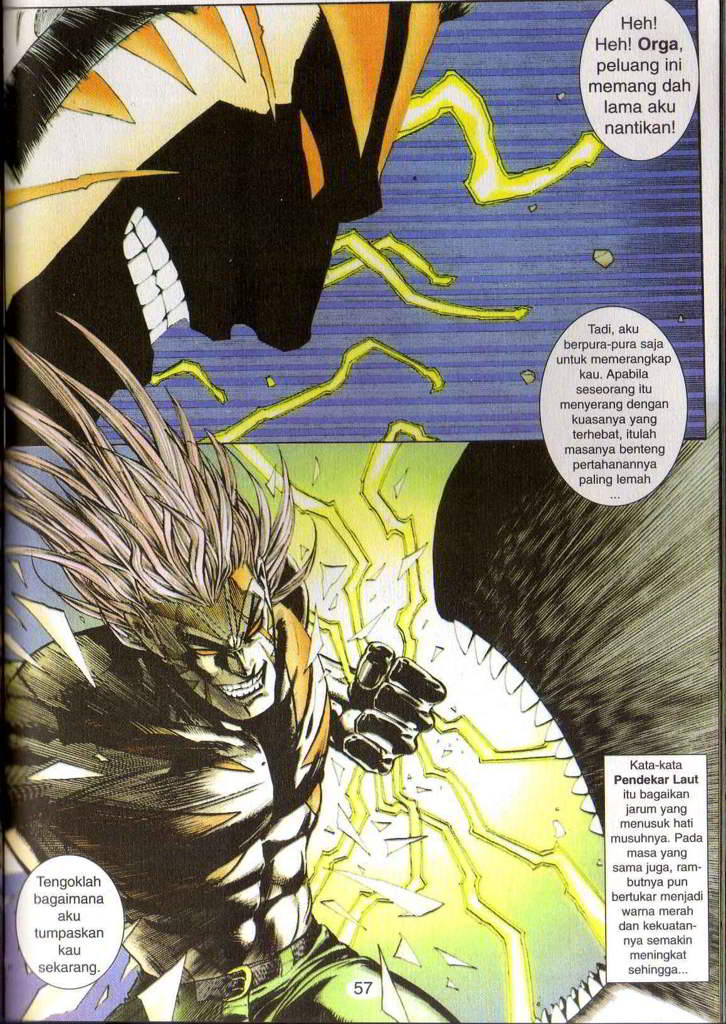 Heh!
Heh! Orga,
peluang ini
memang dah
lama aku
nantikan!
Tadi, aku
berpura-pura saja
untuk memerangkap
kau. Apabila
seseorang itu
menyerang dengan
kuasanya yang
terhebat, itulah
masanya benteng
pertahanannya
paling lemah
...
Kata-kata
Pendekar Laut
itu bagaikan
jarum yang
menusuk hati
musuhnya. Pada
masa yang
sama juga, ram-
butnya pun
bertukar menjadi
warna merah
dan kekuatan-
nya semakin
meningkat
sehingga...
Tengoklah
bagaimana
aku
tumpaskan
kau
sekarang.
57